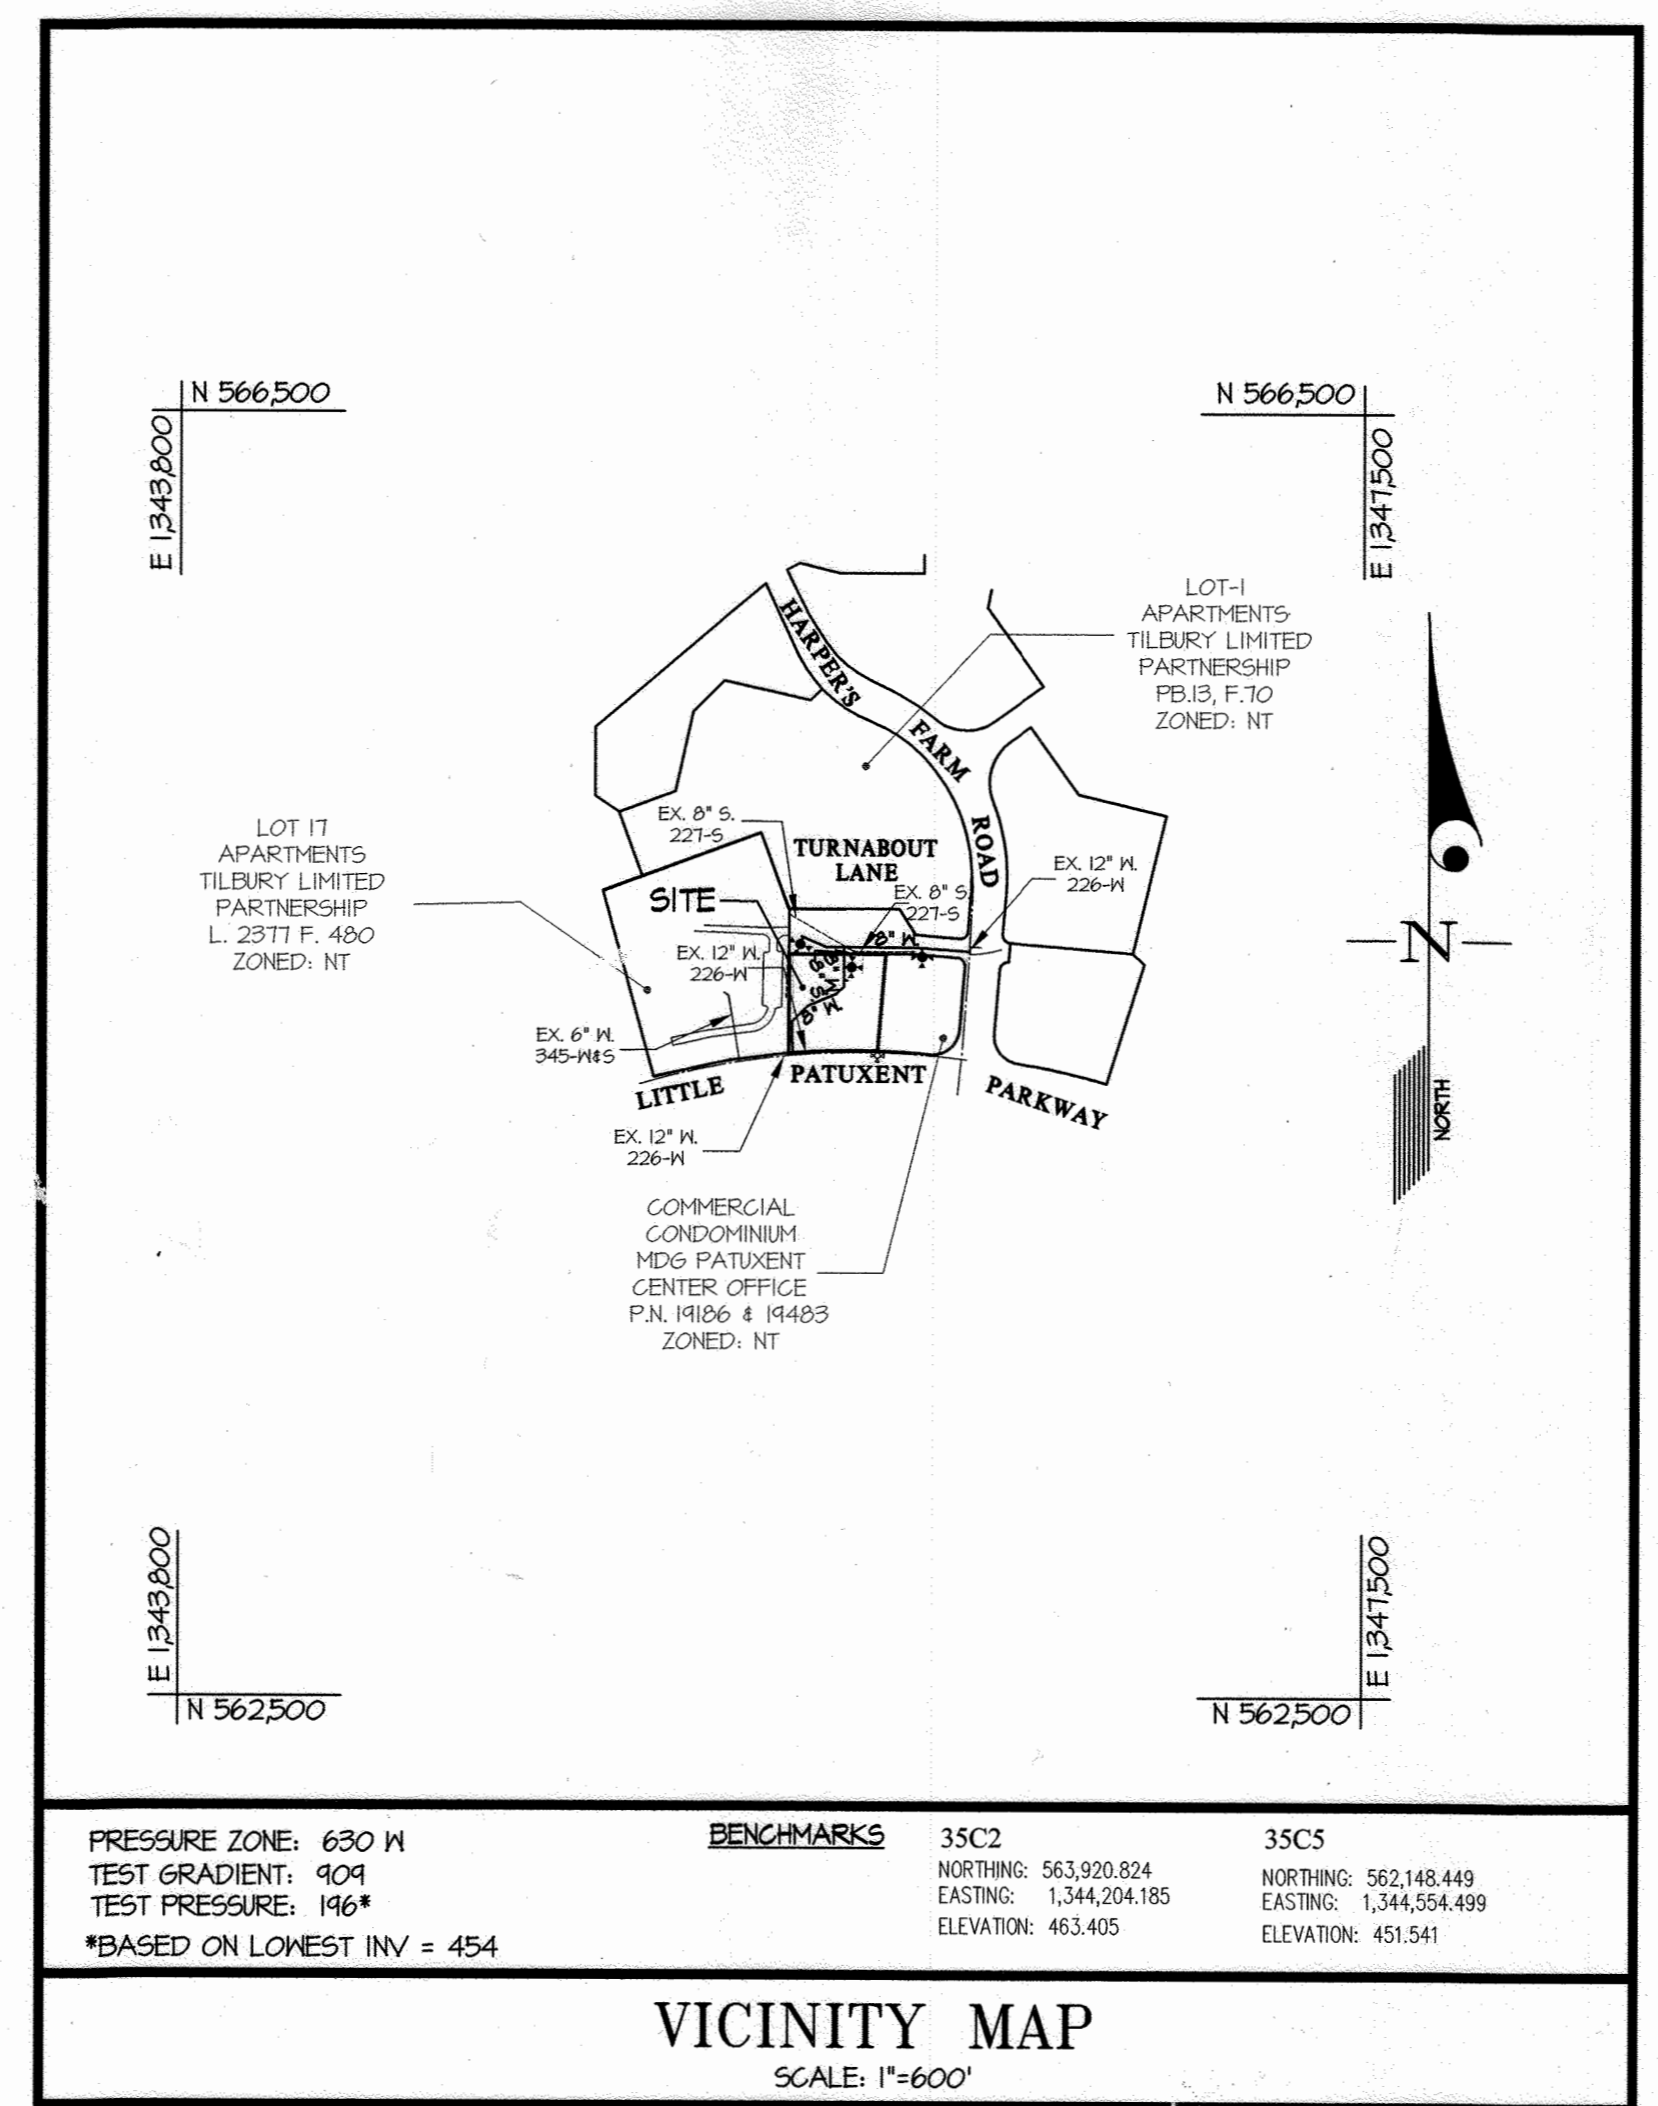 N 566,500
E 1,343,800
N 566,500
E 1,347,500
LOT-1
APARTMENTS
TILBURY LIMITED
PARTNERSHIP
PB.13, F.70
ZONED: NT
HARPER'S
FARM
ROAD
LOT 17
APARTMENTS
TILBURY LIMITED
PARTNERSHIP
L. 2377 F. 480
ZONED: NT
EX. 8" S.
227-S
TURNABOUT
LANE
EX. 12" W.
226-W
SITE
EX. 8" S.
227-S
8" W.
EX. 12" W.
226-W
8" S.
8" W.
EX. 6" W.
345-W&S
LITTLE
PATUXENT
PARKWAY
EX. 12" W.
226-W
COMMERCIAL
CONDOMINIUM
MDG PATUXENT
CENTER OFFICE
P.N. 19186 & 19483
ZONED: NT
N
NORTH
E 1,343,800
N 562,500
E 1,347,500
N 562,500
PRESSURE ZONE: 630 W
TEST GRADIENT: 909
TEST PRESSURE: 196*
*BASED ON LOWEST INV = 454
BENCHMARKS
35C2
NORTHING: 563,920.824
EASTING: 1,344,204.185
ELEVATION: 463.405
35C5
NORTHING: 562,148.449
EASTING: 1,344,554.499
ELEVATION: 451.541
VICINITY MAP
SCALE: 1"=600'